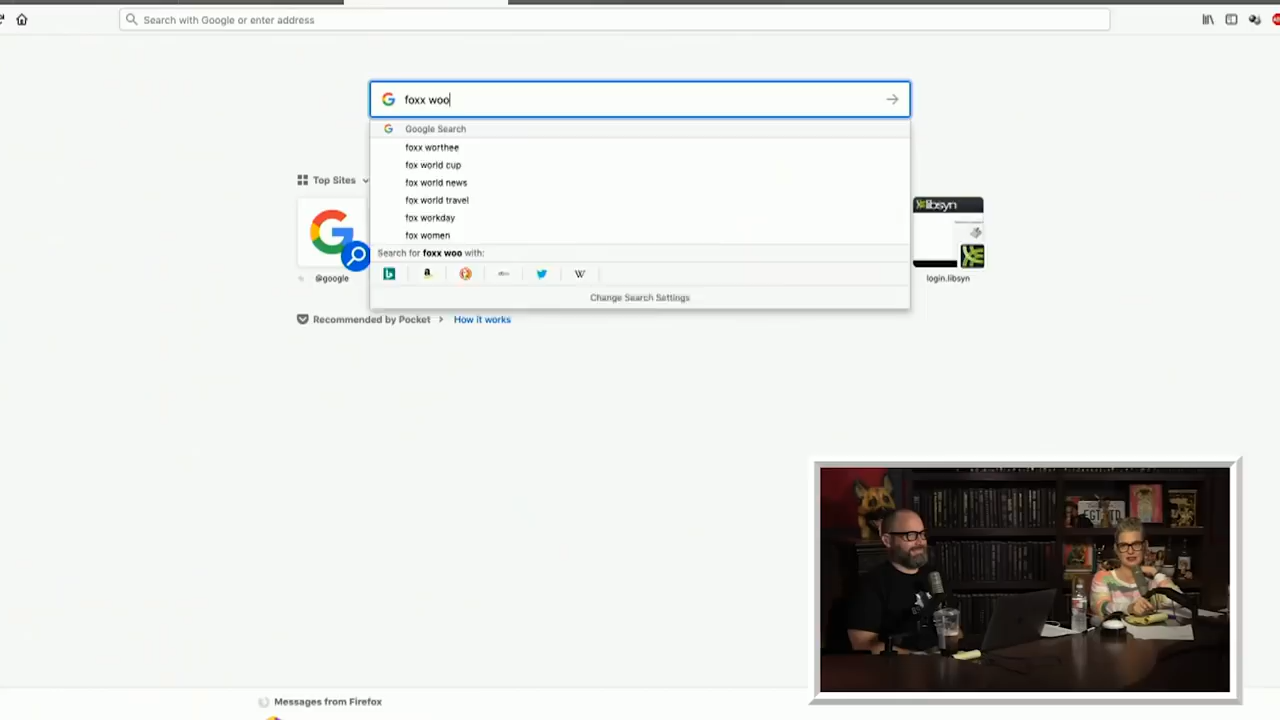 Search with Google or enter address
foxx woo
Google Search
foxx worthee
fox world cup
fox world news
fox world travel
fox workday
fox women
Search for foxx woo with:
Change Search Settings
Top Sites
@google
libsyn
login.libsyn
Recommended by Pocket
How it works
EGT
Messages from Firefox